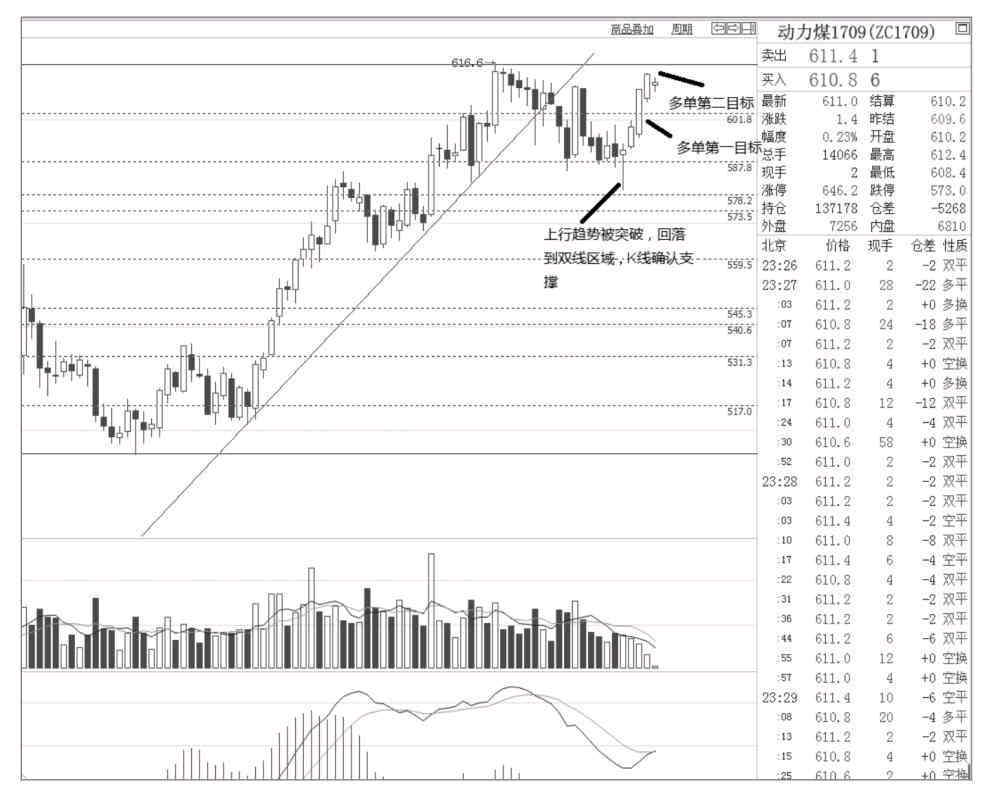 商品叠加 周期
动力煤1709(ZC1709)
卖出 611.4 1
买入 610.8 6
最新 611.0 结算 610.2
涨跌 1.4 昨结 609.6
幅度 0.23% 开盘 610.2
总手 14066 最高 612.4
现手 2 最低 608.4
涨停 646.2 跌停 573.0
持仓 137178 仓差 -5268
外盘 7256 内盘 6810
北京 价格 现手 仓差 性质
23:26 611.2 2 -2 双平
23:27 611.0 28 -22 多平
:03 611.2 2 +0 多换
:07 610.8 24 -18 多平
:07 611.2 2 -2 双平
:13 610.8 4 +0 空换
:14 611.2 4 +0 多换
:17 610.8 12 -12 双平
:24 611.0 4 -4 双平
:30 610.6 58 +0 空换
:52 611.0 2 -2 双平
23:28 611.2 2 -2 双平
:03 611.2 2 -2 双平
:03 611.4 4 -2 空平
:10 611.0 8 -8 双平
:17 611.4 6 -4 空平
:22 610.8 4 -4 双平
:31 611.2 2 -2 双平
:36 611.2 2 -2 双平
:44 611.2 6 -6 双平
:55 611.0 12 +0 空换
:57 611.0 4 +0 空换
23:29 611.4 10 -6 空平
:08 610.8 20 -4 多平
:13 611.2 2 -2 双平
:15 610.8 4 +0 空换
:25 610.6 2 +0 空换
616.6
多单第二目标
601.8
多单第一目标
587.8
578.2
573.5
上行趋势被突破，回落
到双线区域，K线确认支
撑
559.5
545.3
540.6
531.3
517.0